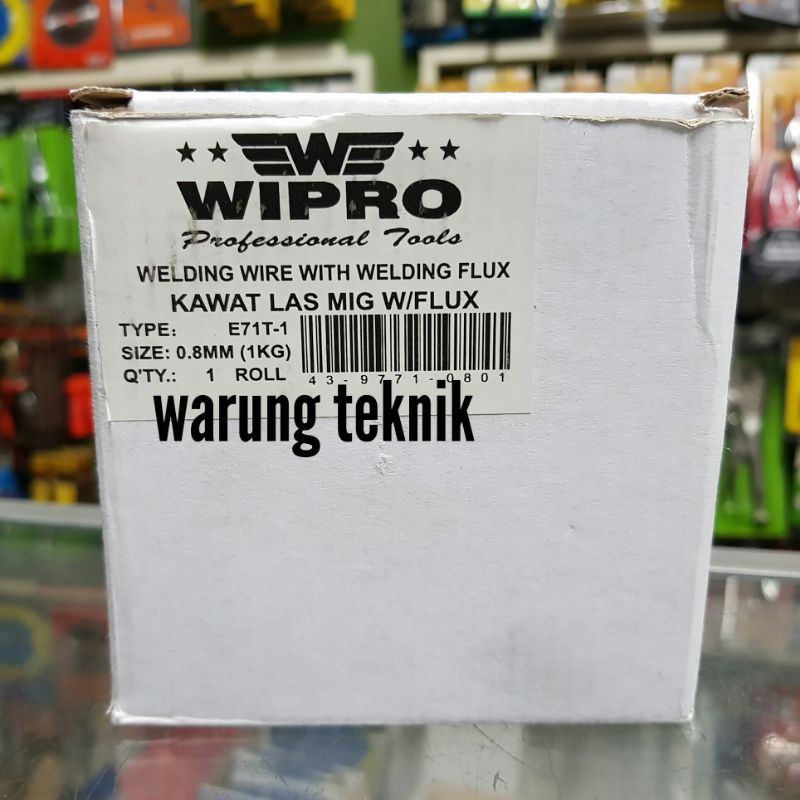 W
WIPRO
Professional Tools
WELDING WIRE WITH WELDING FLUX
KAWAT LAS MIG W/FLUX
TYPE: E71T-1
SIZE: 0.8MM (1KG)
Q'TY.: 1 ROLL
43-9771-0801
warung teknik